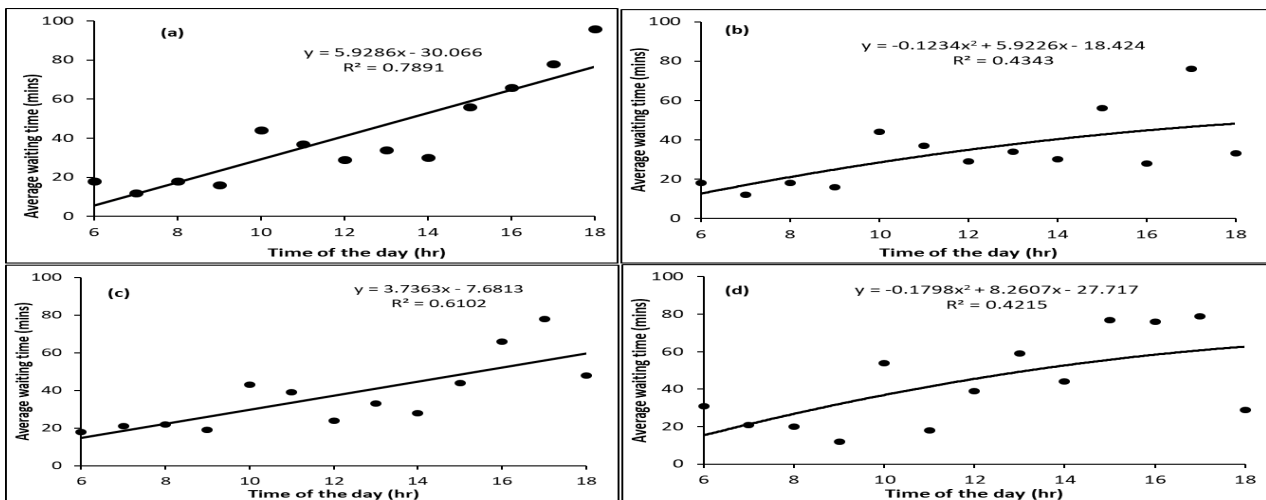 (a)
y = 5.9286x - 30.066
R² = 0.7891
Average waiting time (mins)
100
80
60
40
20
0
6 8 10 12 14 16 18
Time of the day (hr)
(b)
y = -0.1234x² + 5.9226x - 18.424
R² = 0.4343
Average waiting time (mins)
100
80
60
40
20
0
6 8 10 12 14 16 18
Time of the day (hr)
(c)
y = 3.7363x - 7.6813
R² = 0.6102
Average waiting time (mins)
100
80
60
40
20
0
6 8 10 12 14 16 18
Time of the day (hr)
(d)
y = -0.1798x² + 8.2607x - 27.717
R² = 0.4215
Average waiting time (mins)
100
80
60
40
20
0
6 8 10 12 14 16 18
Time of the day (hr)